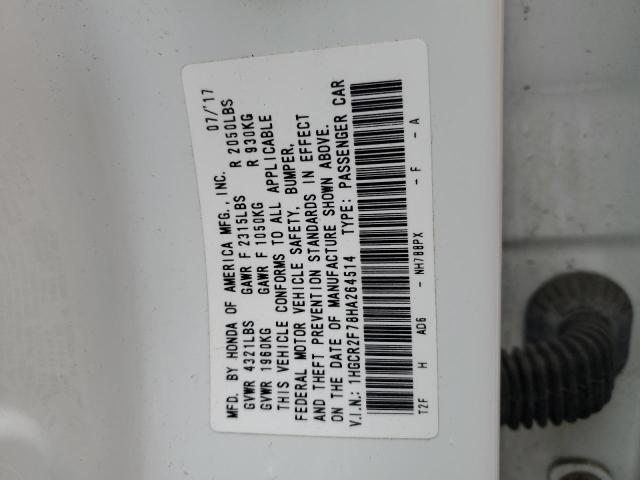 MFD. BY HONDA OF AMERICA MFG., INC. 07/'17
GVWR 4321LBS GAWR F 2315LBS R 2050LBS
GVWR 1960KG GAWR F 1050KG R 930KG
THIS VEHICLE CONFORMS TO ALL APPLICABLE
FEDERAL MOTOR VEHICLE SAFETY, BUMPER,
AND THEFT PREVENTION STANDARDS IN EFFECT
ON THE DATE OF MANUFACTURE SHOWN ABOVE.
V.I.N.: 1HGCR2F78HA264514 TYPE: PASSENGER CAR
T2F H AD6 - NH788PX - F - A